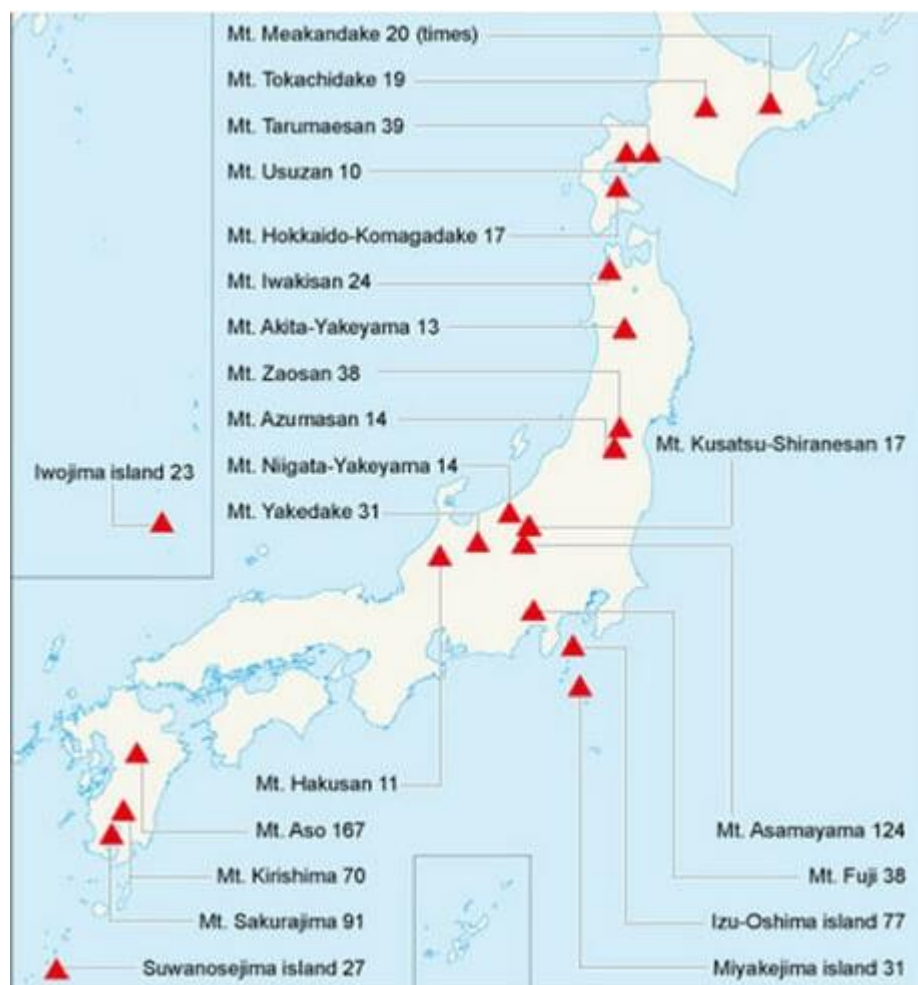 Mt. Meakandake 20 (times)
Mt. Tokachidake 19
Mt. Tarumaesan 39
Mt. Usuzan 10
Mt. Hokkaido-Komagadake 17
Mt. Iwakisan 24
Mt. Akita-Yakeyama 13
Mt. Zaosan 38
Mt. Azumasan 14
Mt. Kusatsu-Shiranesan 17
Mt. Niigata-Yakeyama 14
Iwojima island 23
Mt. Yakedake 31
Mt. Hakusan 11
Mt. Aso 167
Mt. Asamayama 124
Mt. Kirishima 70
Mt. Fuji 38
Mt. Sakurajima 91
Izu-Oshima island 77
Suwanosejima island 27
Miyakejima island 31